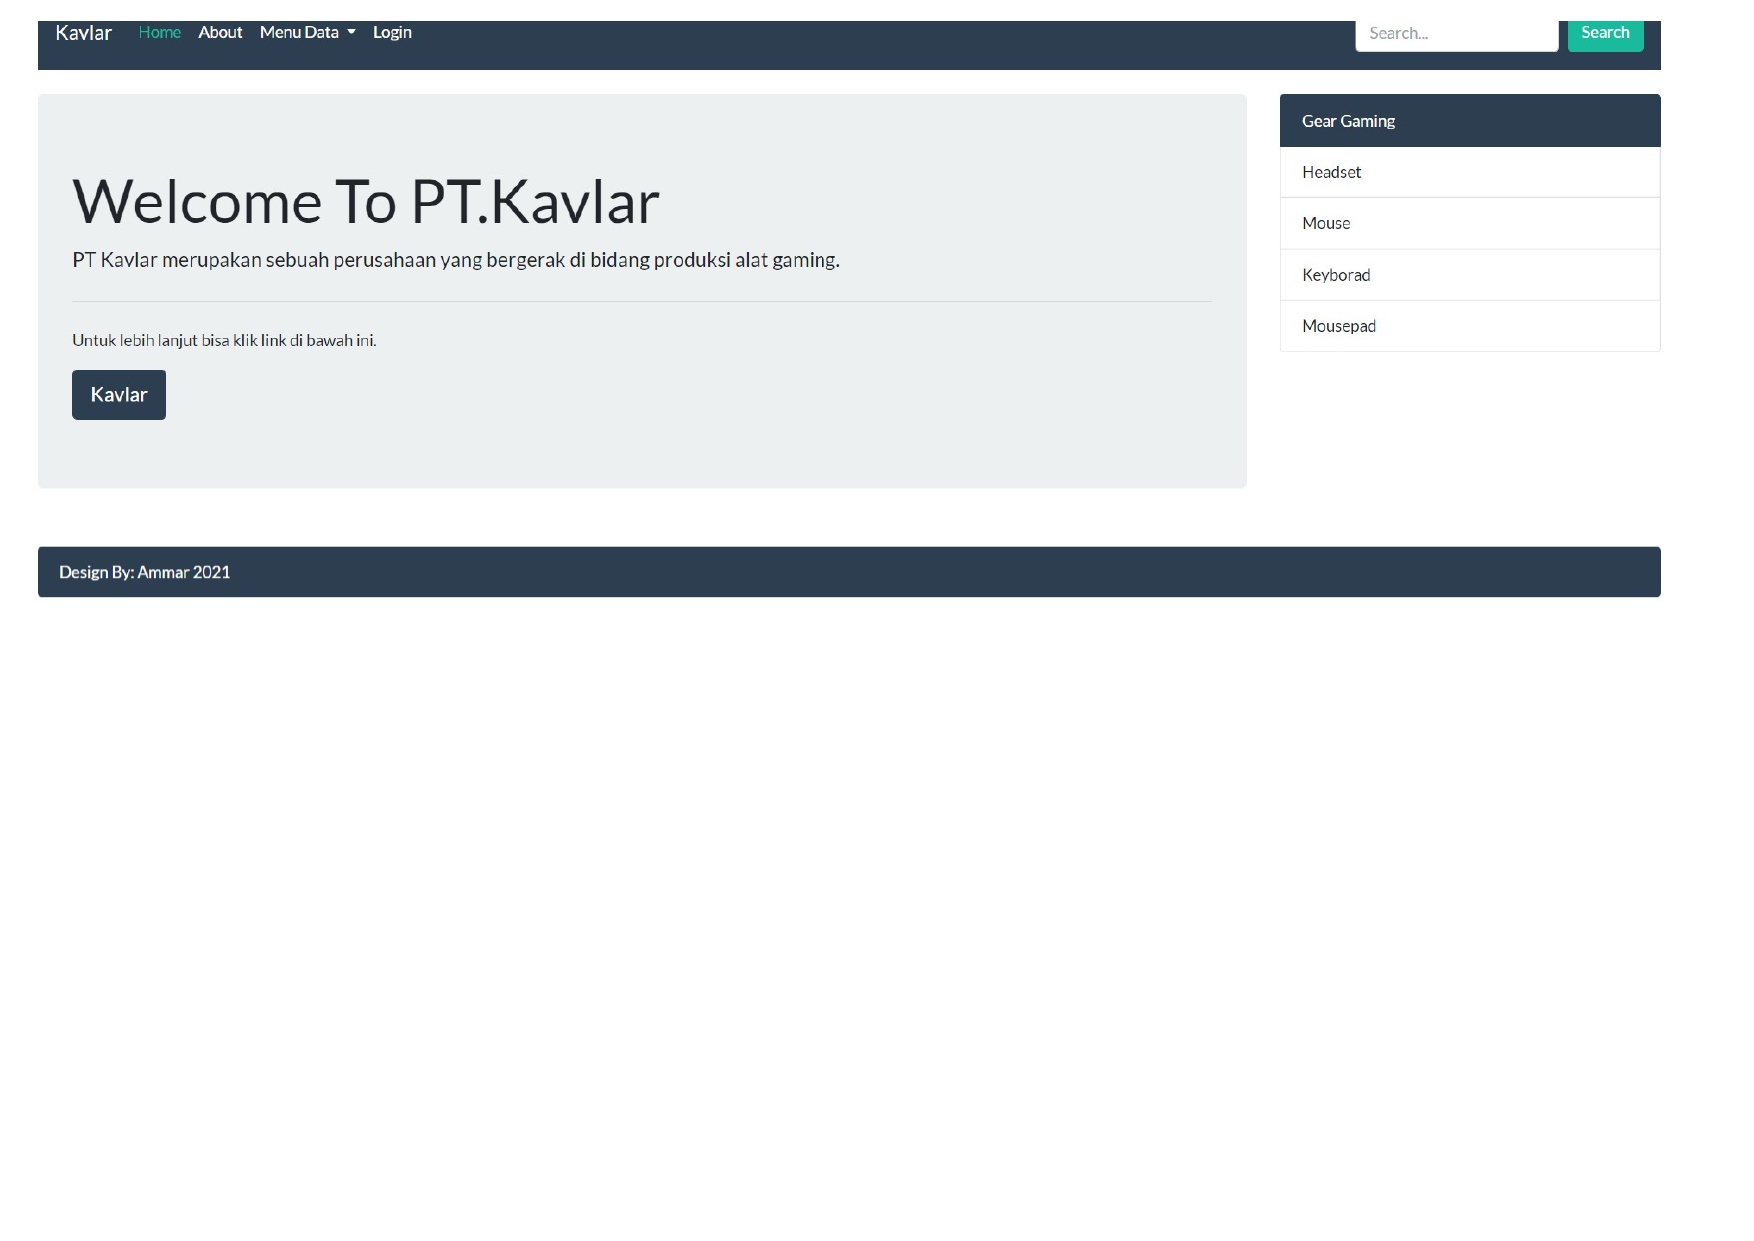 Kavlar Home About Menu Data Login Search... Search
Welcome To PT.Kavlar
PT Kavlar merupakan sebuah perusahaan yang bergerak di bidang produksi alat gaming.
Untuk lebih lanjut bisa klik link di bawah ini.
Kavlar
Gear Gaming
Headset
Mouse
Keyborad
Mousepad
Design By: Ammar 2021